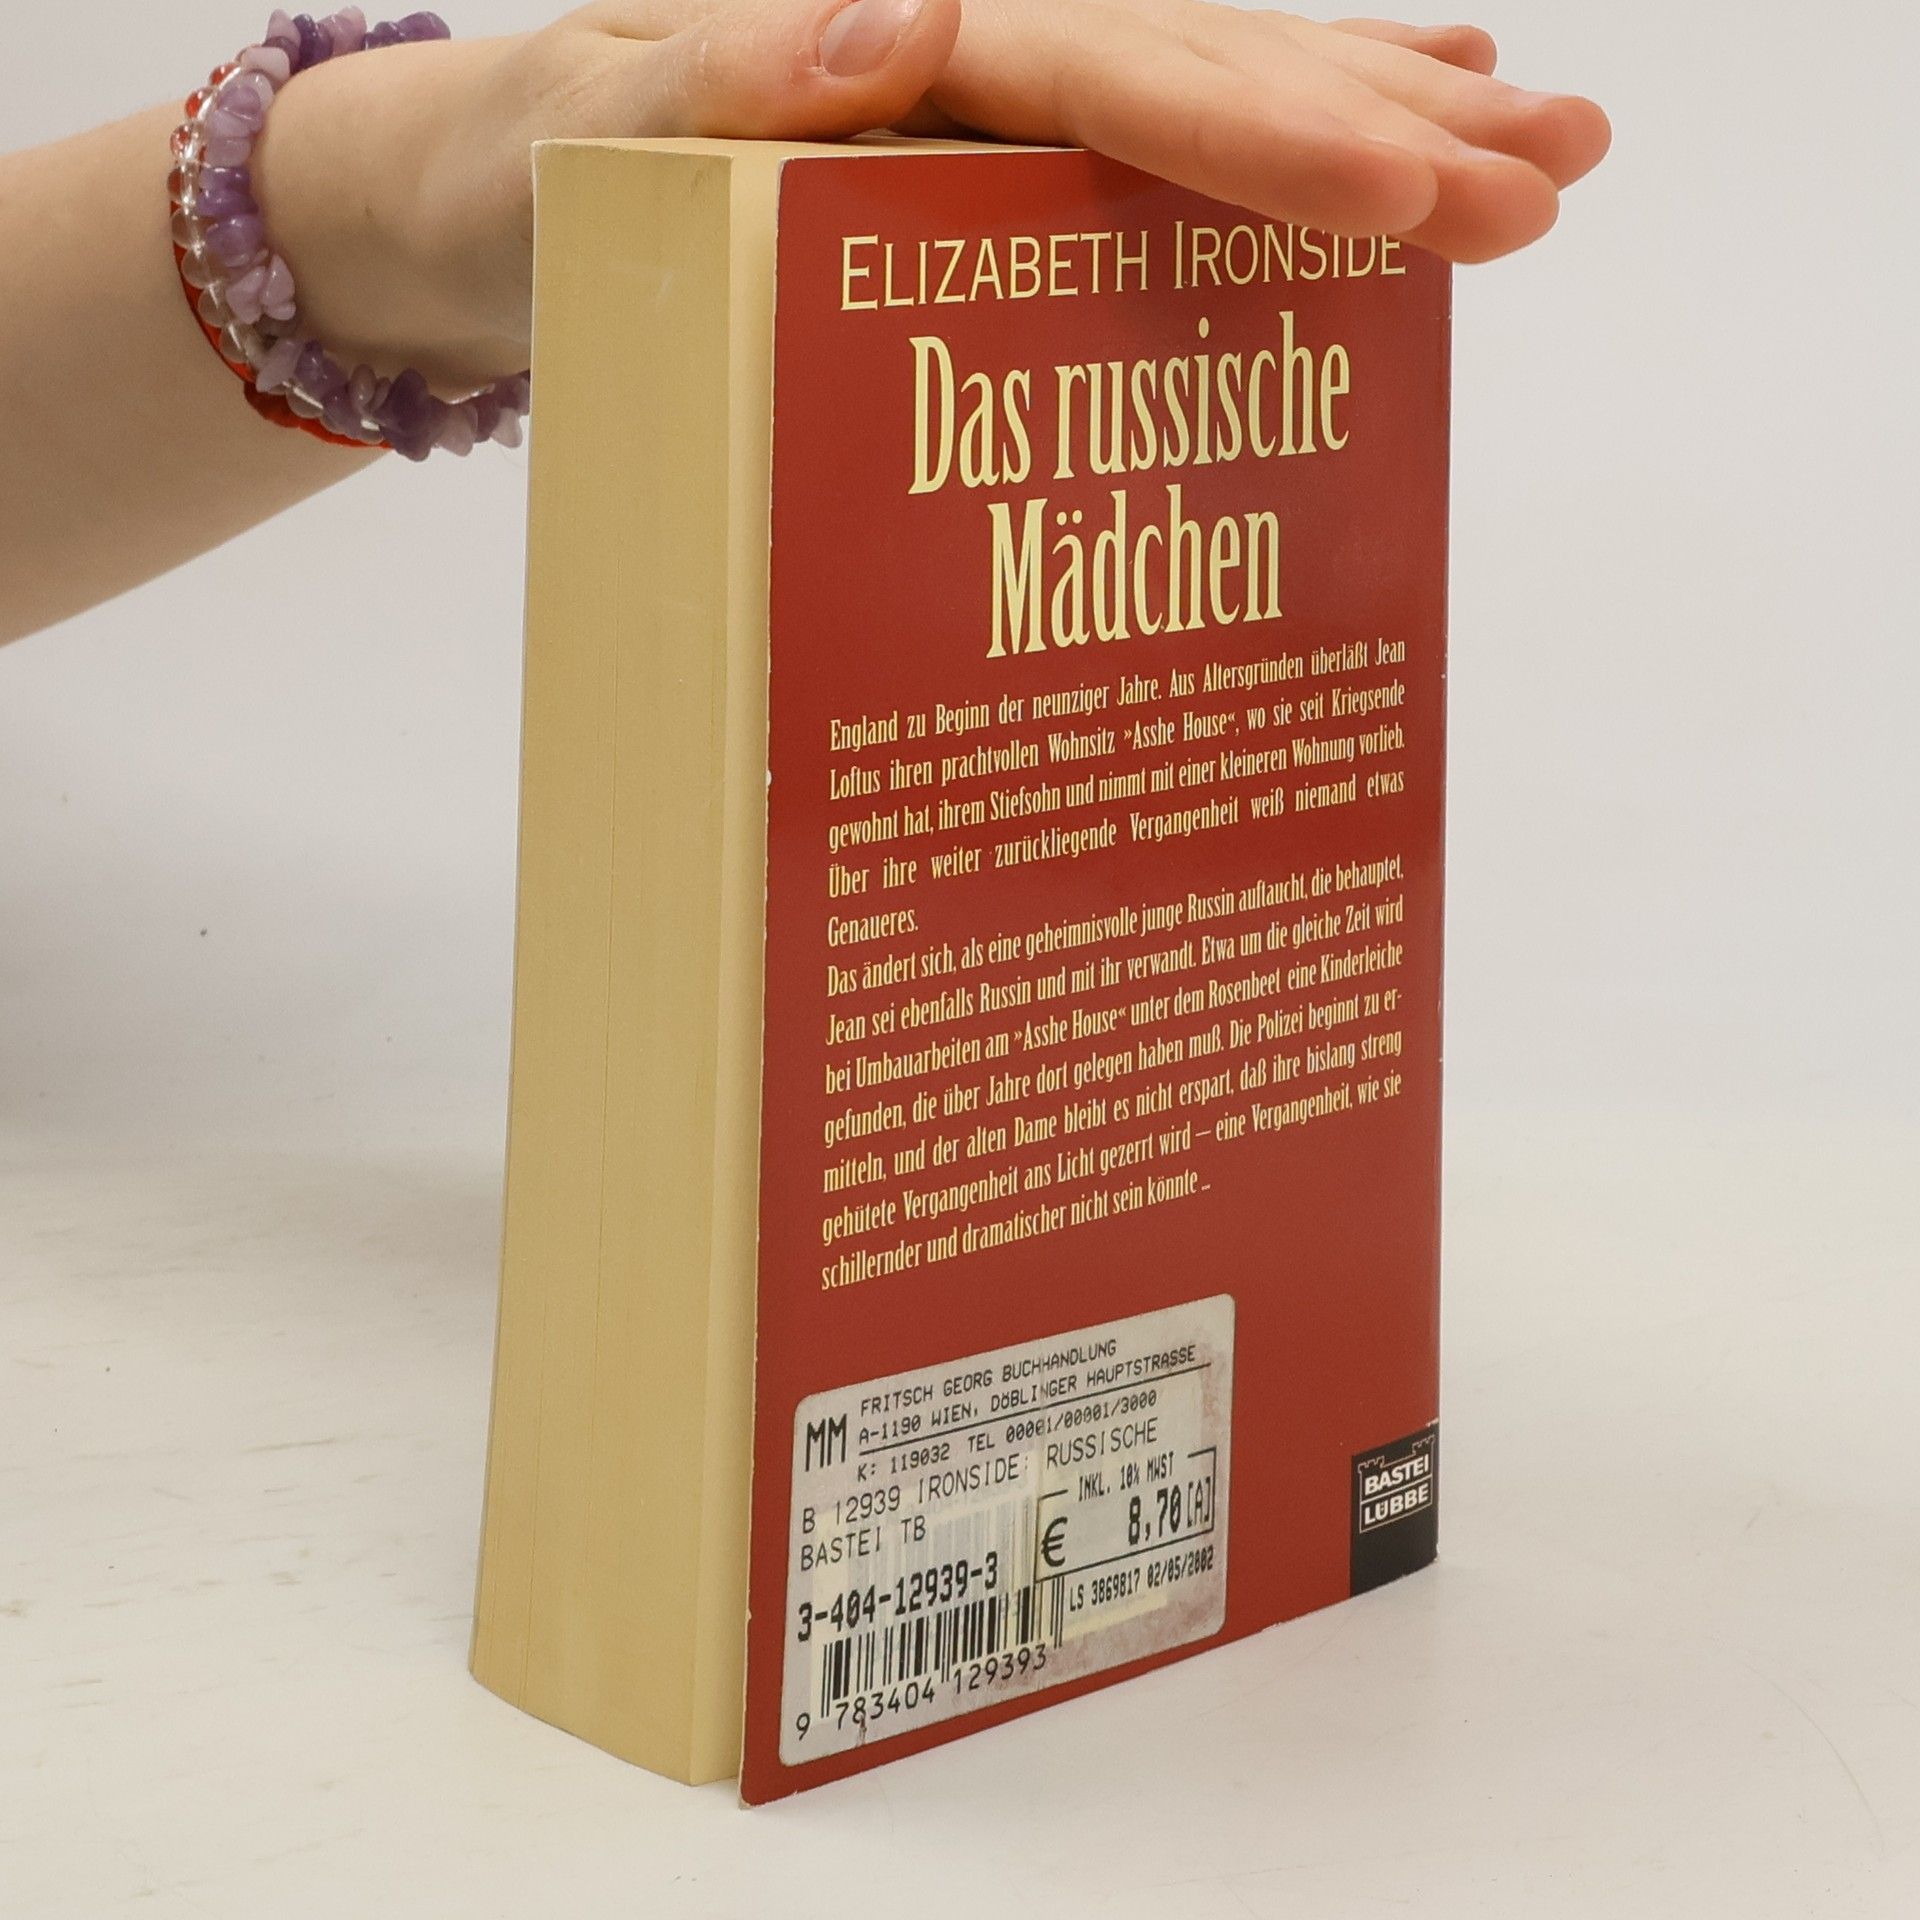 ELIZABETH IRONSIDE
Das russische
Mädchen
England zu Beginn der neunziger Jahre. Aus Altersgründen überläßt Jean
Loftus ihren prachtvollen Wohnsitz »Asshe House«, wo sie seit Kriegsende
gewohnt hat, ihrem Stiefsohn und nimmt mit einer kleineren Wohnung vorlieb.
Über ihre weiter zurückliegende Vergangenheit weiß niemand etwas
Genaueres.
Das ändert sich, als eine geheimnisvolle junge Russin auftaucht, die behauptet,
Jean sei ebenfalls Russin und mit ihr verwandt. Etwa um die gleiche Zeit wird
bei Umbauarbeiten am »Asshe House« unter dem Rosenbeet eine Kinderleiche
gefunden, die über Jahre dort gelegen haben muß. Die Polizei beginnt zu er-
mitteln, und der alten Dame bleibt es nicht erspart, daß ihre bislang streng
gehütete Vergangenheit ans Licht gezerrt wird – eine Vergangenheit, wie sie
schillernder und dramatischer nicht sein könnte ...
MM
FRITSCH GEORG BUCHHANDLUNG
A-1190 WIEN, DÖBLINGER HAUPTSTRASSE
K: 119032 TEL 00001/00001/3000
B 12939 IRONSIDE: RUSSISCHE
BASTEI TB
INKL. 10% MWST
€ 8,70[A]
3-404-12939-3
LS 3869817 02/05/2002
9 783404 129393
BASTEI
LÜBBE